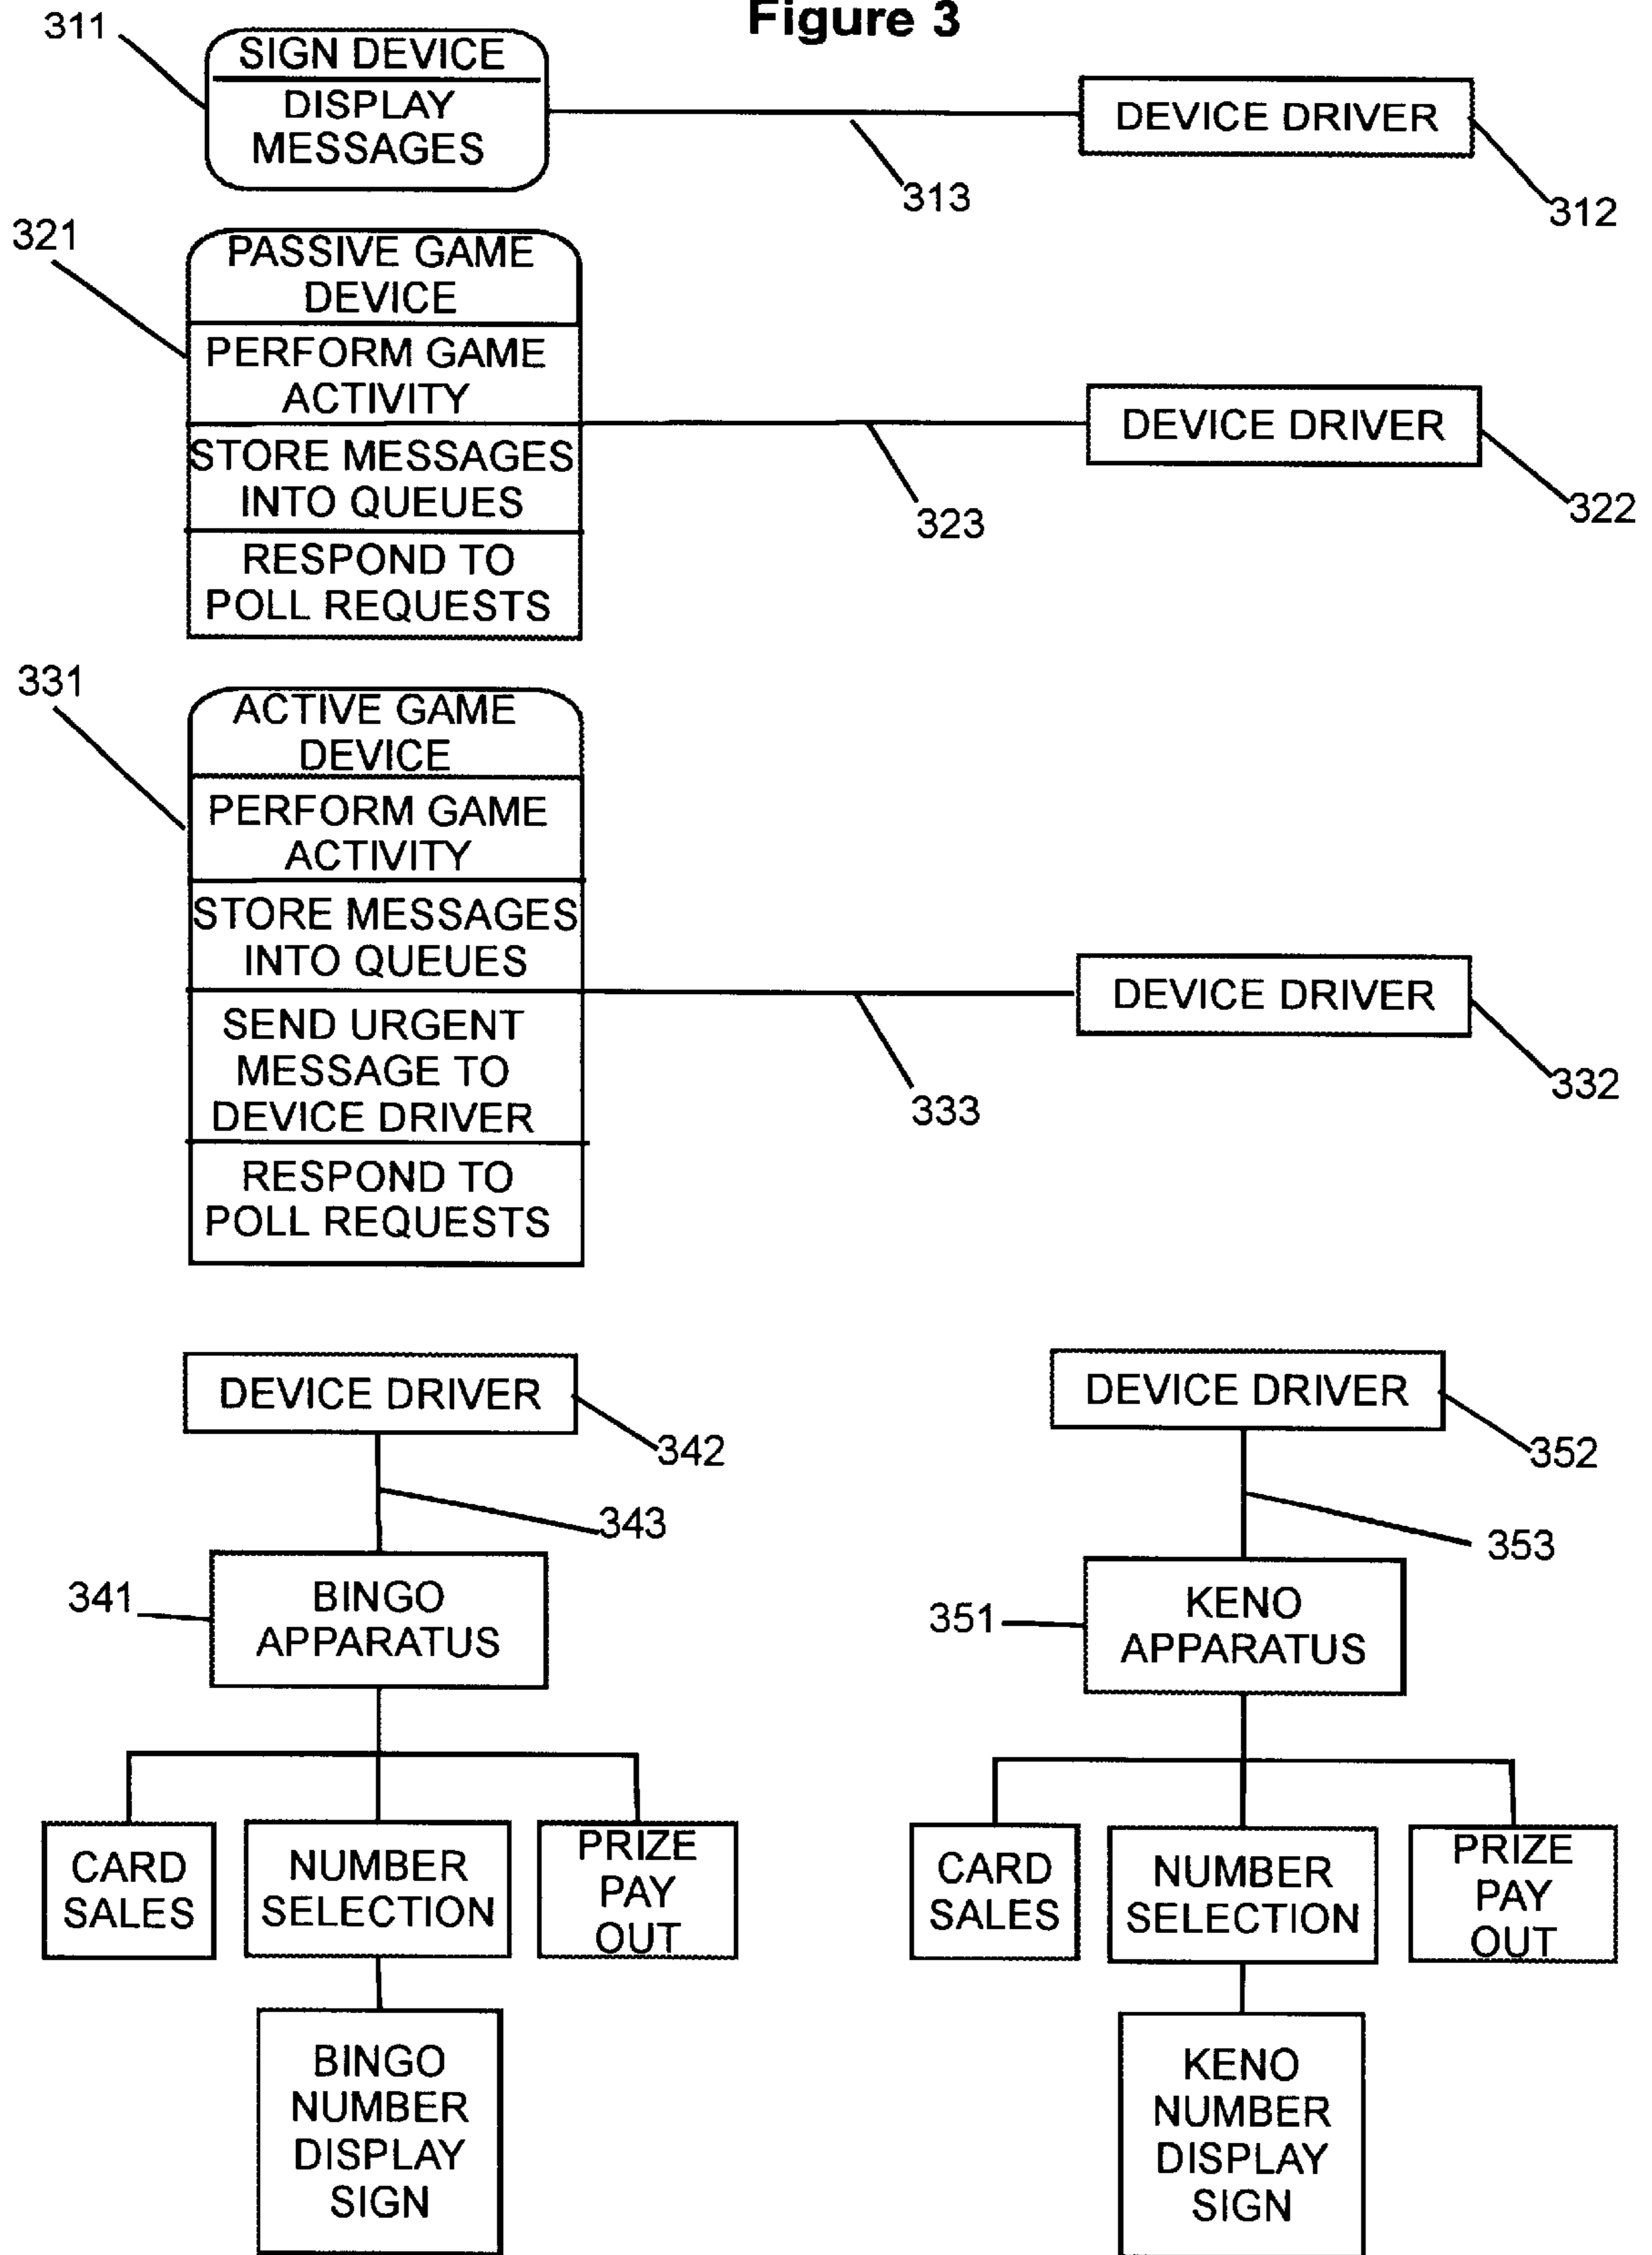 Figure 3
311
SIGN DEVICE
DISPLAY
MESSAGES
DEVICE DRIVER
313
312
321
PASSIVE GAME
DEVICE
PERFORM GAME
ACTIVITY
STORE MESSAGES
INTO QUEUES
RESPOND TO
POLL REQUESTS
DEVICE DRIVER
323
322
331
ACTIVE GAME
DEVICE
PERFORM GAME
ACTIVITY
STORE MESSAGES
INTO QUEUES
SEND URGENT
MESSAGE TO
DEVICE DRIVER
RESPOND TO
POLL REQUESTS
DEVICE DRIVER
333
332
DEVICE DRIVER
342
343
341
BINGO
APPARATUS
CARD
SALES
NUMBER
SELECTION
PRIZE
PAY
OUT
BINGO
NUMBER
DISPLAY
SIGN
DEVICE DRIVER
352
353
351
KENO
APPARATUS
CARD
SALES
NUMBER
SELECTION
PRIZE
PAY
OUT
KENO
NUMBER
DISPLAY
SIGN